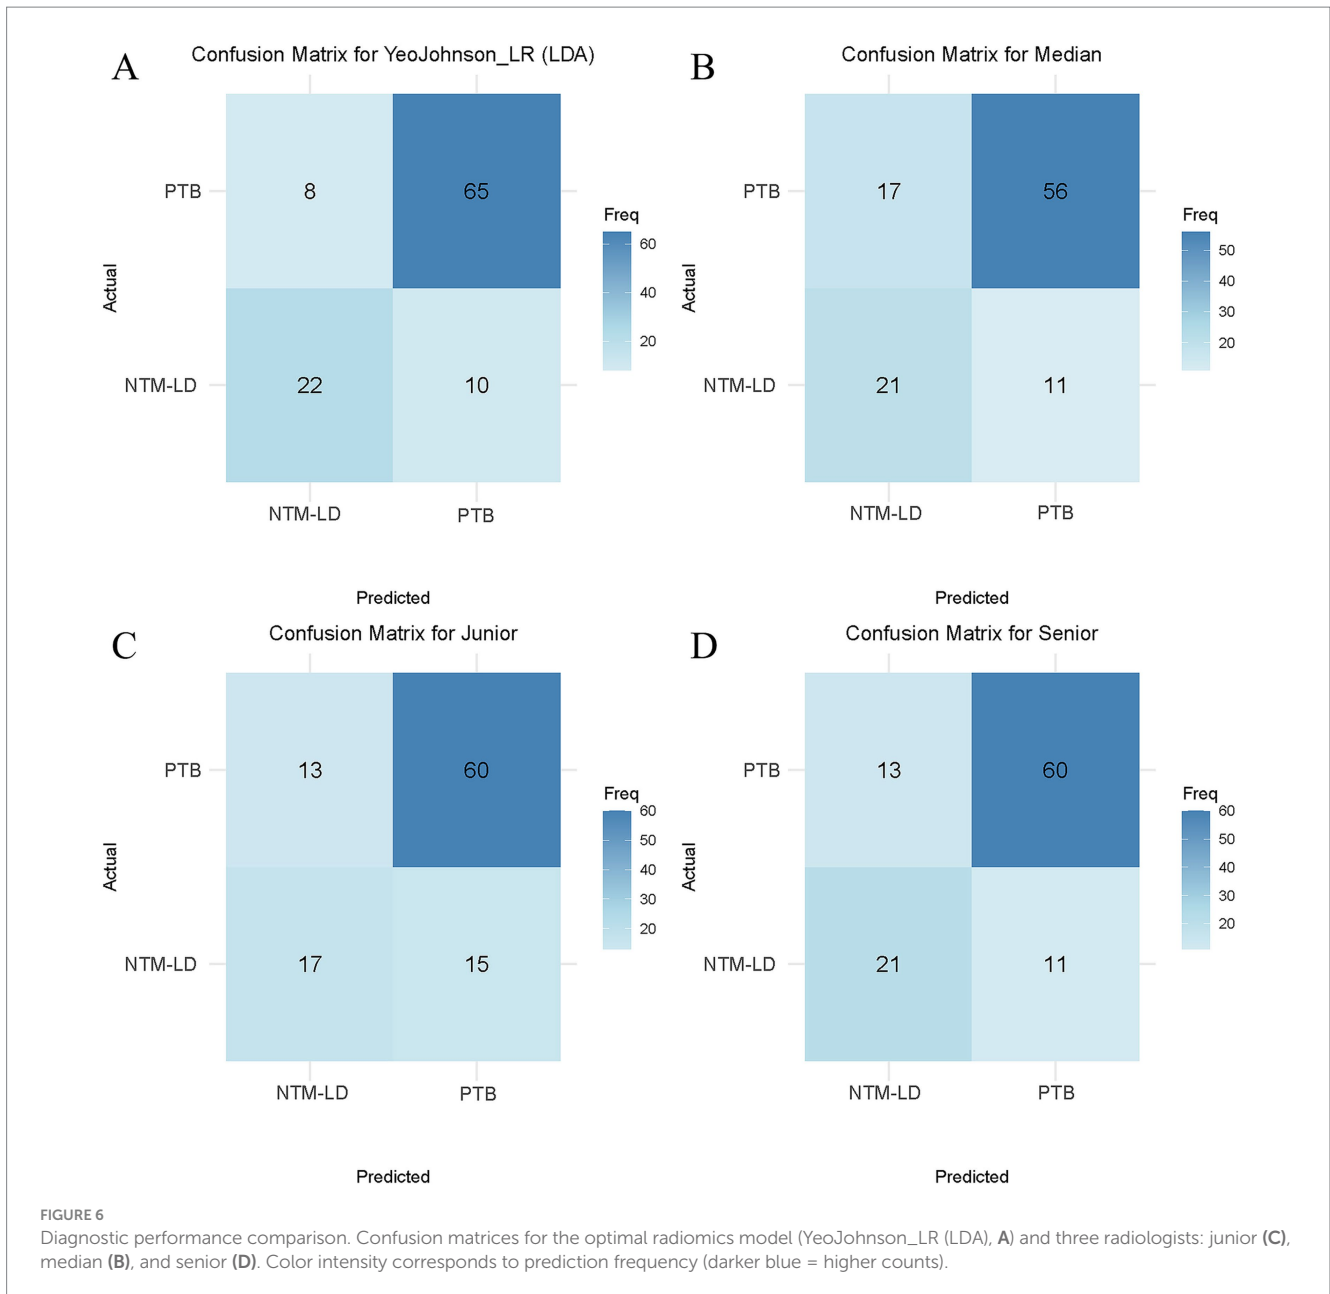 A
Confusion Matrix for YeoJohnson_LR (LDA)
PTB
8
65
NTM-LD
22
10
Actual
NTM-LD
PTB
Predicted
Freq
60
40
20
B
Confusion Matrix for Median
PTB
17
56
NTM-LD
21
11
Actual
NTM-LD
PTB
Predicted
Freq
50
40
30
20
C
Confusion Matrix for Junior
PTB
13
60
NTM-LD
17
15
Actual
NTM-LD
PTB
Predicted
Freq
60
50
40
30
20
D
Confusion Matrix for Senior
PTB
13
60
NTM-LD
21
11
Actual
NTM-LD
PTB
Predicted
Freq
60
50
40
30
20
FIGURE 6
Diagnostic performance comparison. Confusion matrices for the optimal radiomics model (YeoJohnson_LR (LDA), A) and three radiologists: junior (C),
median (B), and senior (D). Color intensity corresponds to prediction frequency (darker blue = higher counts).